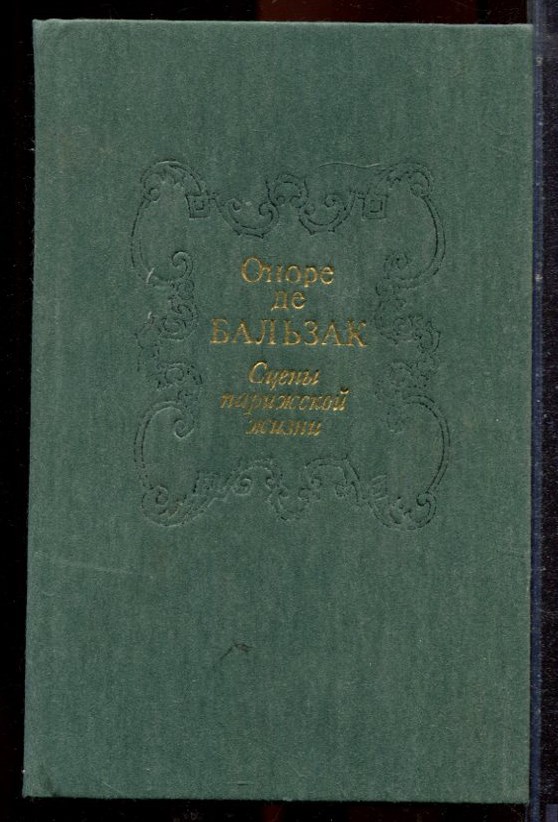 Оноре
де
БАЛЬЗАК
Сцены
парижской
жизни